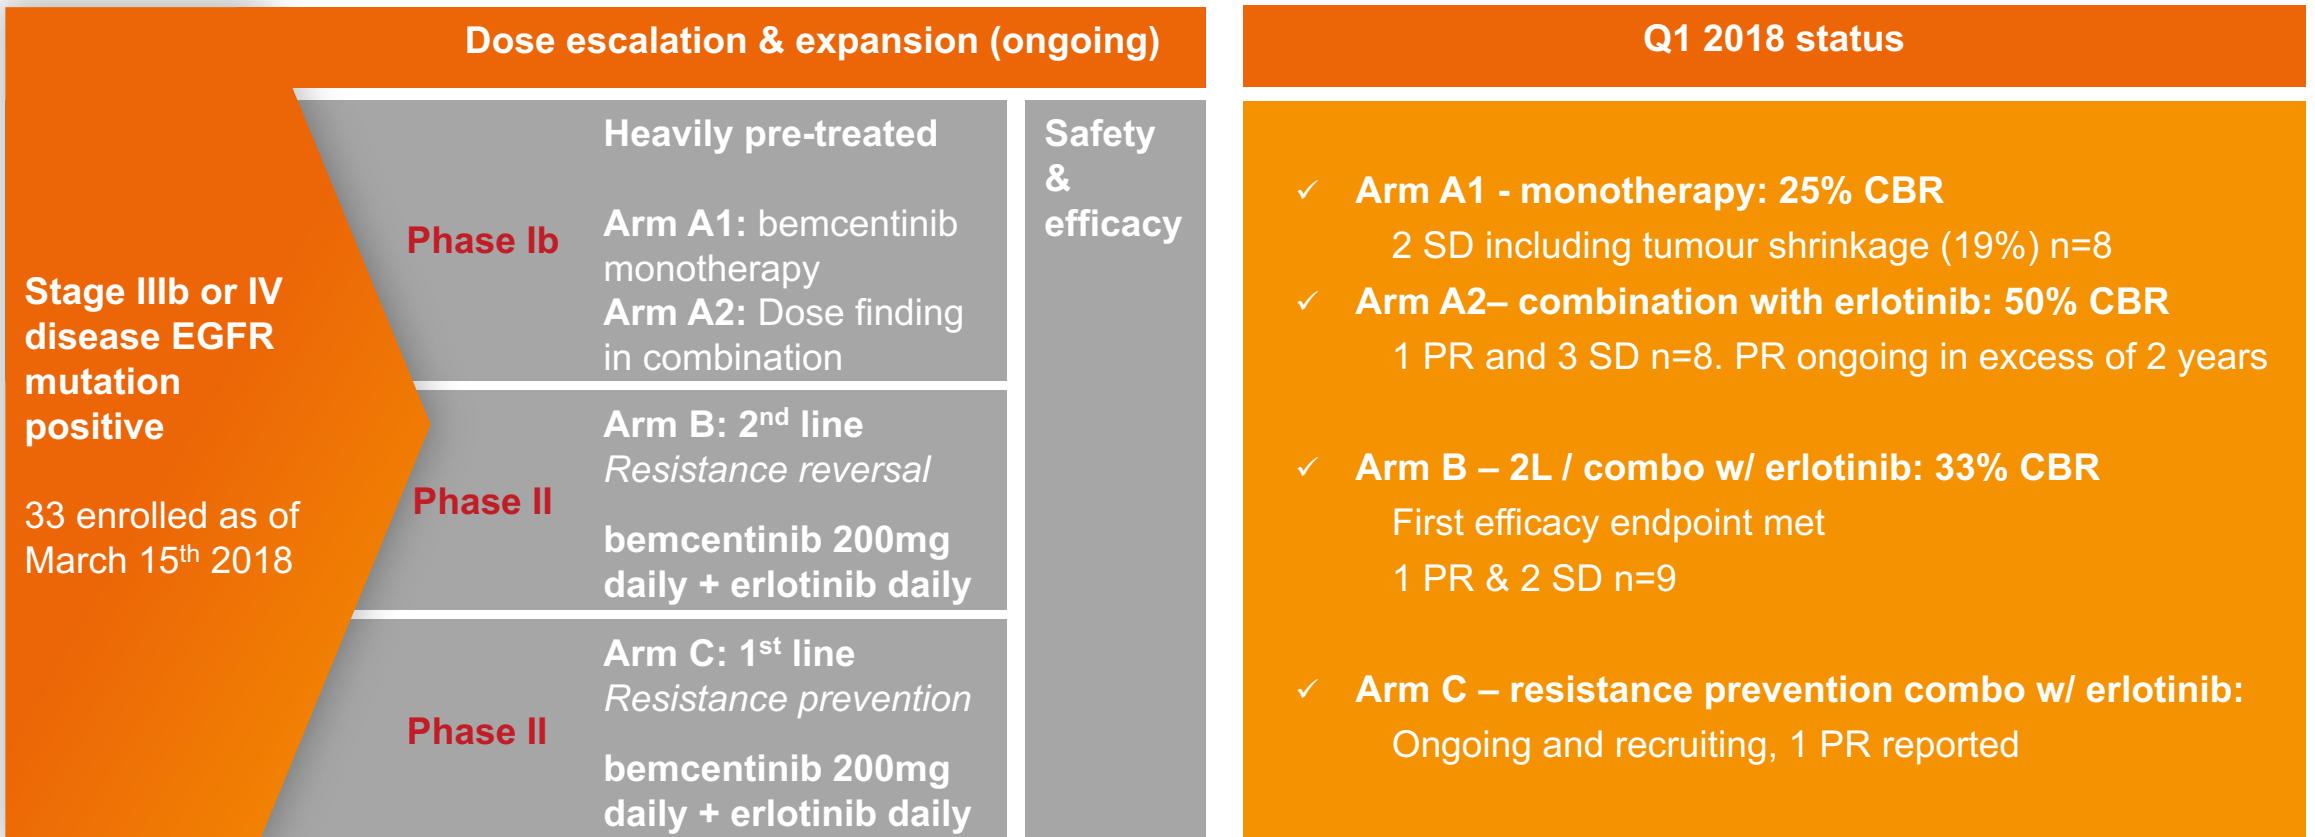 Dose escalation & expansion (ongoing)
Stage IIIb or IV
disease EGFR
mutation
positive
33 enrolled as of
March 15th 2018
Phase Ib
Heavily pre-treated
Arm A1: bemcentinib
monotherapy
Arm A2: Dose finding
in combination
Phase II
Arm B: 2nd line
Resistance reversal
bemcentinib 200mg
daily + erlotinib daily
Phase II
Arm C: 1st line
Resistance prevention
bemcentinib 200mg
daily + erlotinib daily
Safety
&
efficacy
Q1 2018 status
✓ Arm A1 - monotherapy: 25% CBR
2 SD including tumour shrinkage (19%) n=8
✓ Arm A2– combination with erlotinib: 50% CBR
1 PR and 3 SD n=8. PR ongoing in excess of 2 years
✓ Arm B – 2L / combo w/ erlotinib: 33% CBR
First efficacy endpoint met
1 PR & 2 SD n=9
✓ Arm C – resistance prevention combo w/ erlotinib:
Ongoing and recruiting, 1 PR reported